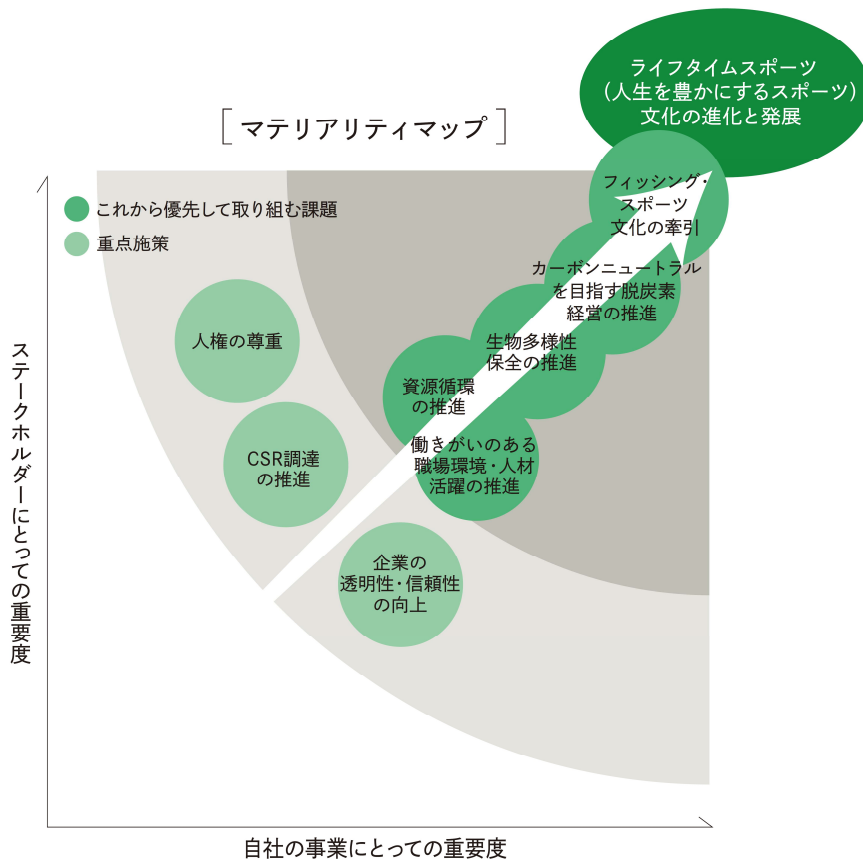 ライフタイムスポーツ
(人生を豊かにするスポーツ)
文化の進化と発展
[ マテリアリティマップ ]
これから優先して取り組む課題
重点施策
フィッシング・
スポーツ
文化の牽引
カーボンニュートラル
を目指す脱炭素
経営の推進
生物多様性
保全の推進
資源循環
の推進
働きがいのある
職場環境・人材
活躍の推進
人権の尊重
CSR調達
の推進
企業の
透明性・信頼性
の向上
ステークホルダーにとっての重要度
自社の事業にとっての重要度